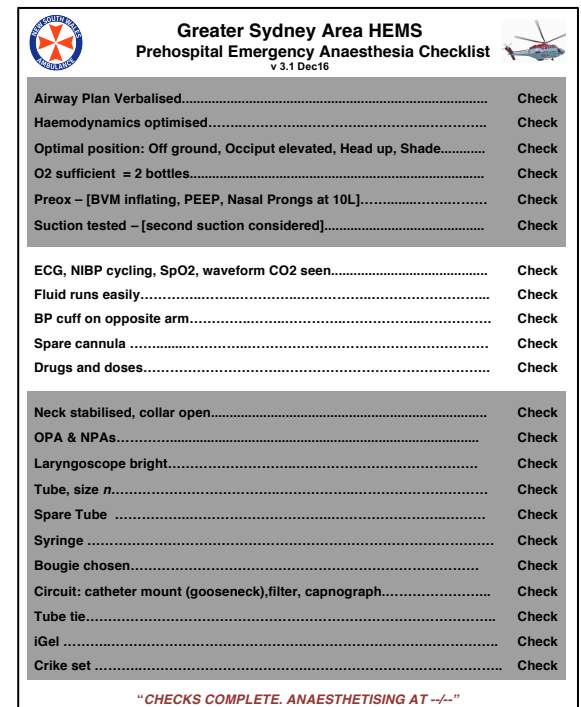 NEW SOUTH WALES
AMBULANCE
Greater Sydney Area HEMS
Prehospital Emergency Anaesthesia Checklist
v 3.1 Dec16
Airway Plan Verbalised.......................................................................... Check
Haemodynamics optimised……………………..…………………..……………….. Check
Optimal position: Off ground, Occiput elevated, Head up, Shade............ Check
O2 sufficient = 2 bottles....................................................................... Check
Preox – [BVM inflating, PEEP, Nasal Prongs at 10L]…….......………..……… Check
Suction tested – [second suction considered]....................................... Check
ECG, NIBP cycling, SpO2, waveform CO2 seen.......................................... Check
Fluid runs easily…………..……..………………..…………………………………... Check
BP cuff on opposite arm……………..……..………………………..………………. Check
Spare cannula ……........………..………………..…………………………………… Check
Drugs and doses……………………..………………..……………………………….. Check
Neck stabilised, collar open................................................................... Check
OPA & NPAs…………............................................................................. Check
Laryngoscope bright…………………..………………..………………………………. Check
Tube, size n…………………………………..………………..………………………… Check
Spare Tube ………………………………..………………………………..………… Check
Syringe …………………………………………………………………………………… Check
Bougie chosen……………………..………………..………………………………… Check
Circuit: catheter mount (gooseneck),filter, capnograph.…………………….. Check
Tube tie……………………..…………………..……………………………………….. Check
iGel ………..……………..………………..…………………………………………….. Check
Crike set …………………………………………………………………………………. Check
“CHECKS COMPLETE. ANAESTHETISING AT --/--”